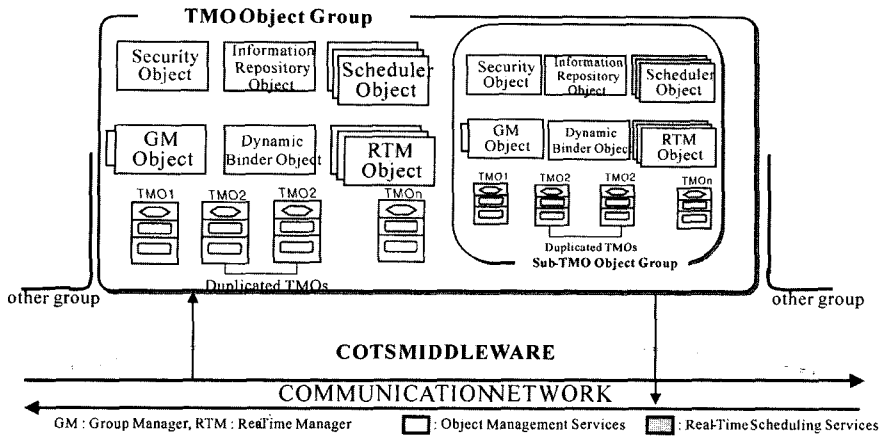 TMO Object Group
Security
Object
Information
Repository
Object
Scheduler
Object
GM
Object
Dynamic
Binder Object
RTM
Object
TMO1
TMO2
TMO2
TMOn
Duplicated TMOs
Security
Object
Information
Repository
Object
Scheduler
Object
GM
Object
Dynamic
Binder Object
RTM
Object
TMO1
TMO2
TMO2
TMOn
Duplicated TMOs
Sub-TMO Object Group
other group
other group
COTSMIDDLEWARE
COMMUNICATIONNETWORK
GM : Group Manager, RTM : RealTime Manager
: Object Management Services
: Real-Time Scheduling Services